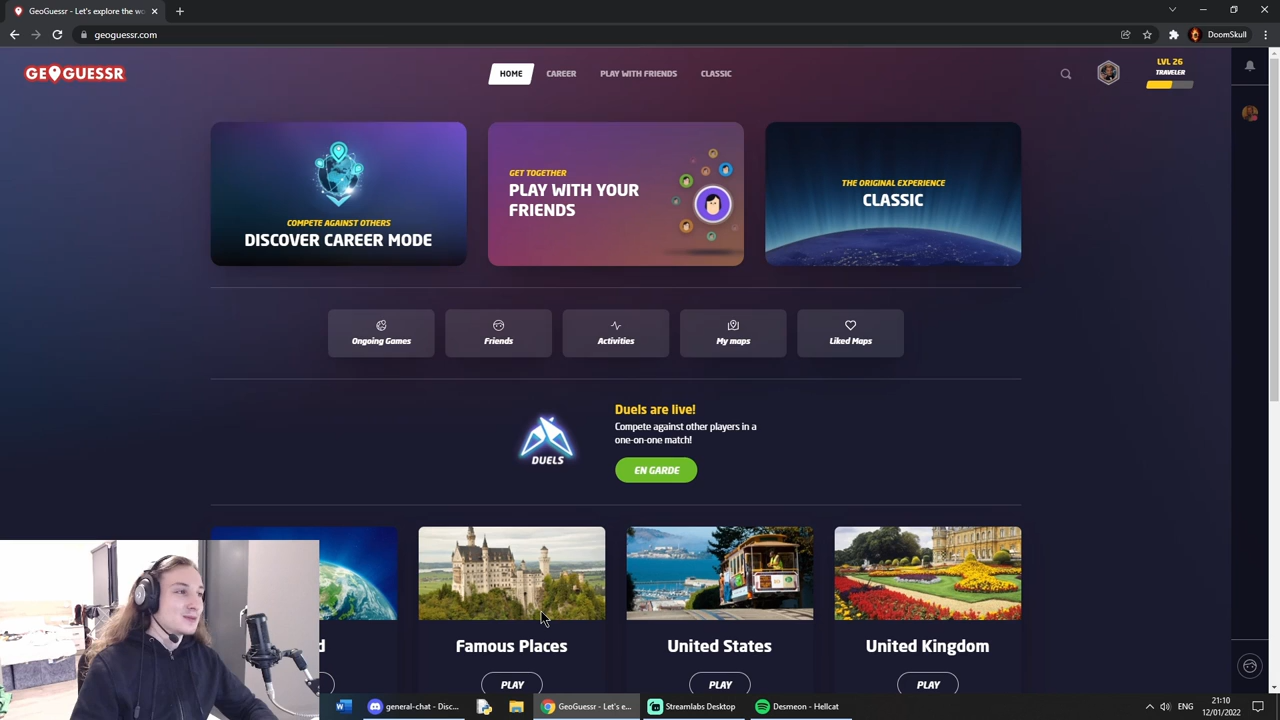 GeoGuessr - Let's explore the wo
geoguessr.com
DoomSkull
GEOGUESSR
HOME
CAREER
PLAY WITH FRIENDS
CLASSIC
LVL 26
TRAVELER
COMPETE AGAINST OTHERS
DISCOVER CAREER MODE
GET TOGETHER
PLAY WITH YOUR
FRIENDS
THE ORIGINAL EXPERIENCE
CLASSIC
Ongoing Games
Friends
Activities
My maps
Liked Maps
DUELS
Duels are live!
Compete against other players in a
one-on-one match!
EN GARDE
d
Famous Places
United States
United Kingdom
PLAY
PLAY
PLAY
general-chat - Disc...
GeoGuessr - Let's e...
Streamlabs Desktop
Desmeon - Hellcat
ENG
21:10
12/01/2022